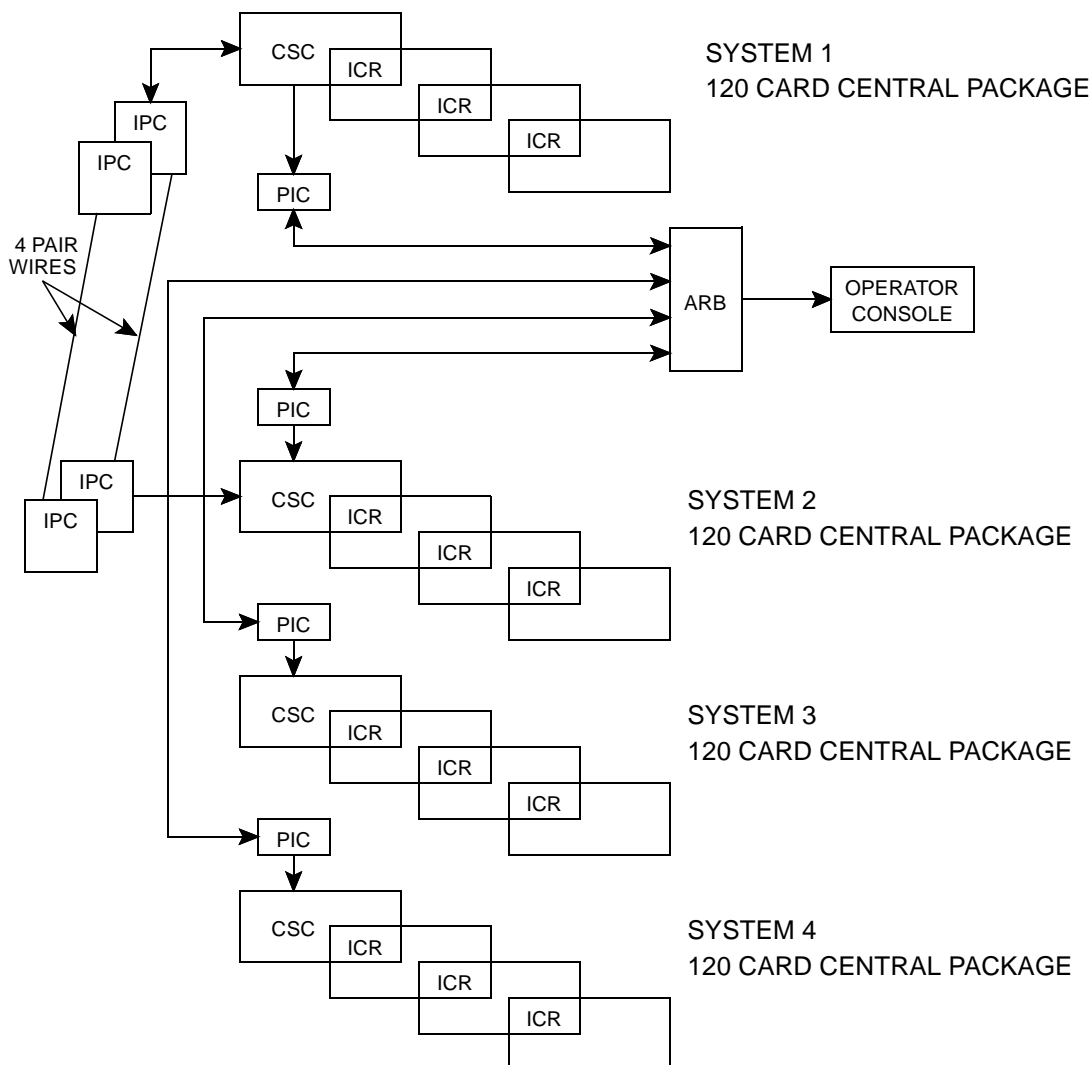 CSC
ICR
ICR
ICR
SYSTEM 1
120 CARD CENTRAL PACKAGE
IPC
IPC
PIC
4 PAIR
WIRES
ARB
OPERATOR
CONSOLE
PIC
IPC
IPC
CSC
ICR
ICR
ICR
SYSTEM 2
120 CARD CENTRAL PACKAGE
PIC
CSC
ICR
ICR
ICR
SYSTEM 3
120 CARD CENTRAL PACKAGE
PIC
CSC
ICR
ICR
ICR
SYSTEM 4
120 CARD CENTRAL PACKAGE